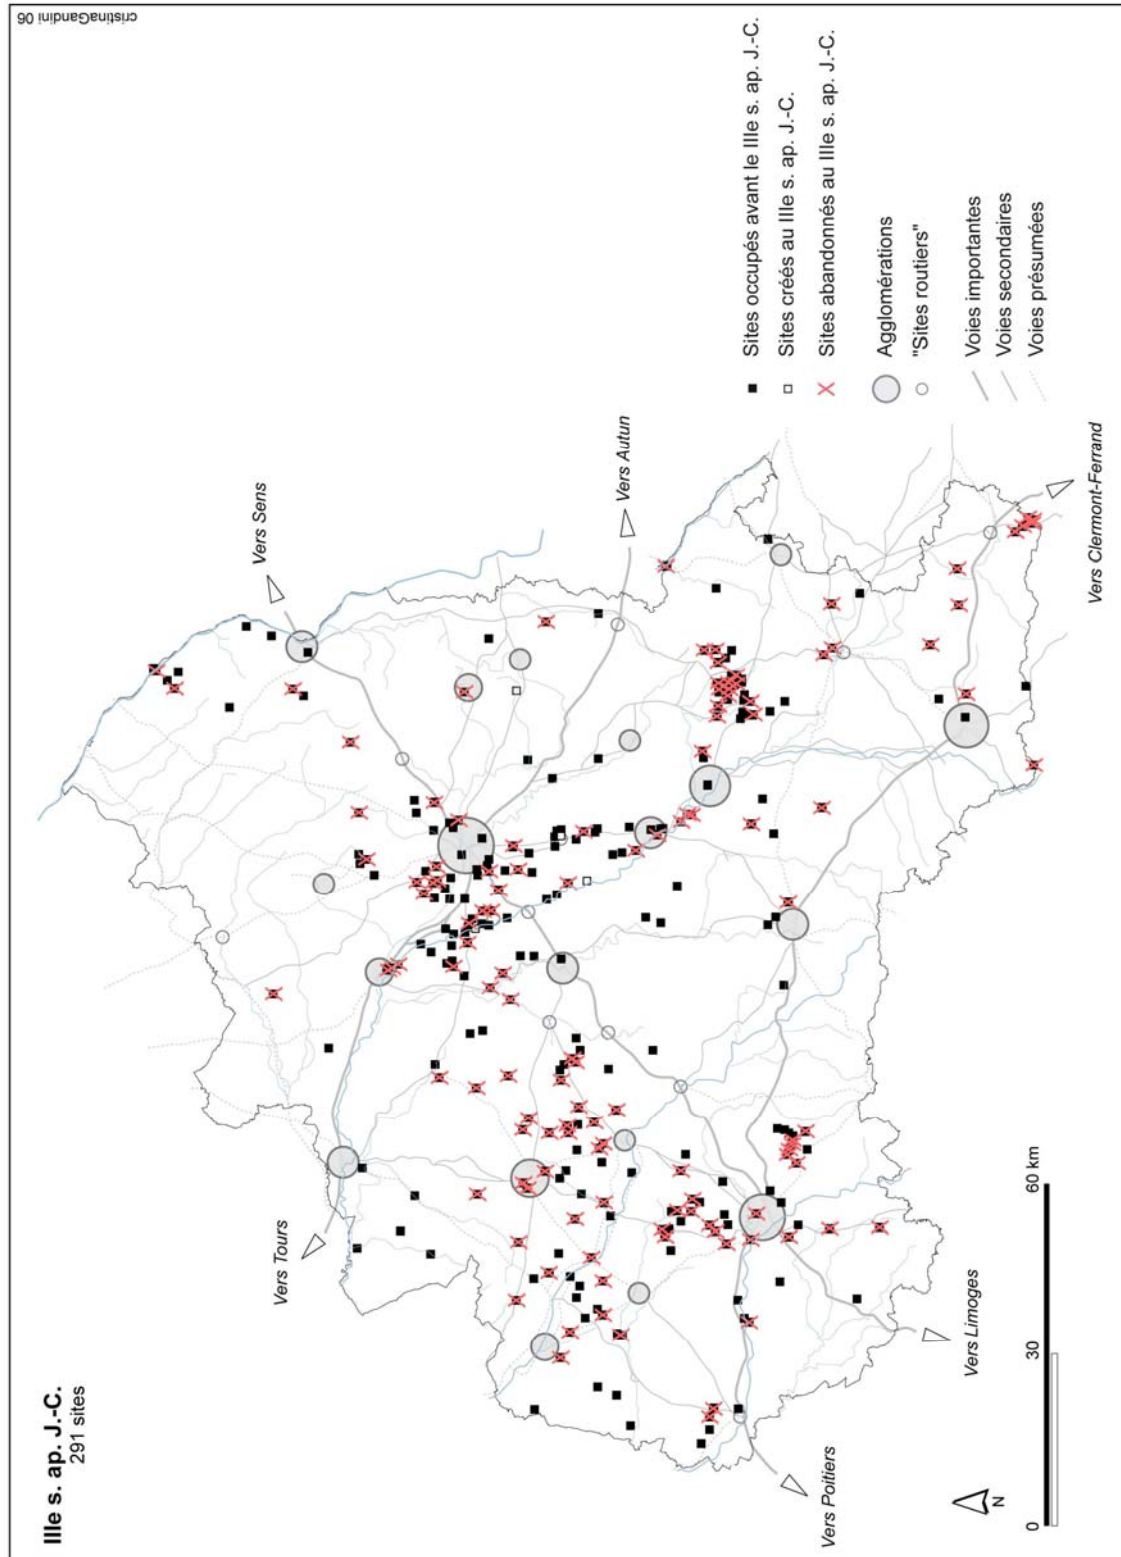 IIIe s. ap. J.-C.
291 sites
cristinaGandini 06
Vers Sens
Vers Autun
Vers Tours
Vers Clermont-Ferrand
Vers Limoges
Vers Poitiers
Sites occupés avant le IIIe s. ap. J.-C.
Sites créés au IIIe s. ap. J.-C.
Sites abandonnés au IIIe s. ap. J.-C.
Agglomérations
"Sites routiers"
Voies importantes
Voies secondaires
Voies présumées
N
0 30 60 km